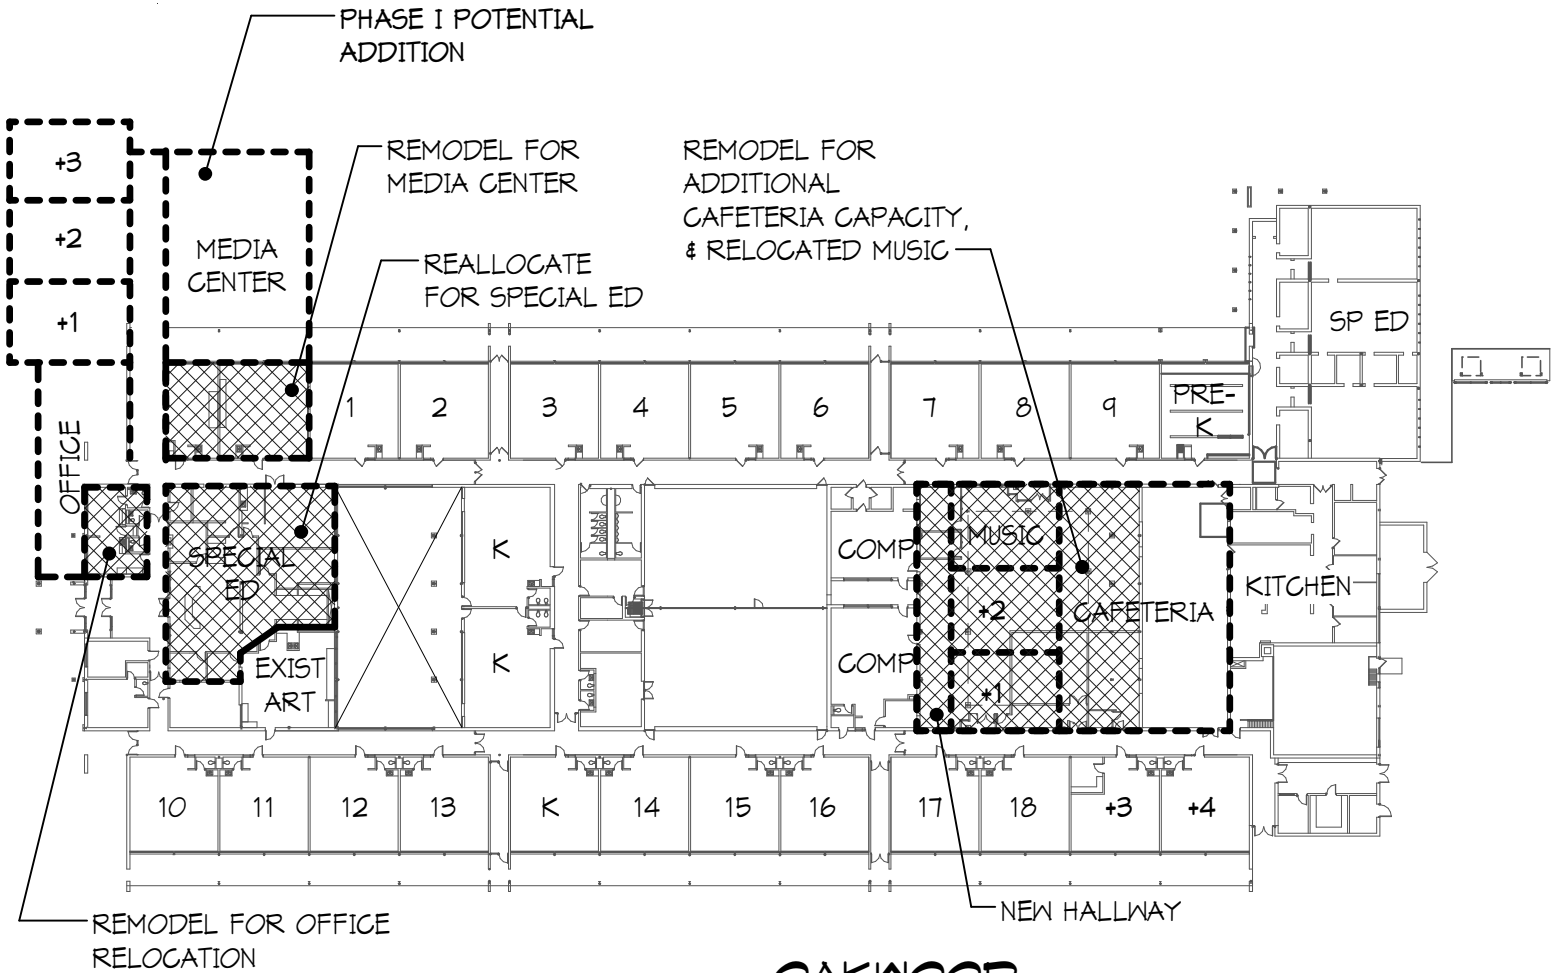 PHASE I POTENTIAL
ADDITION
REMODEL FOR
MEDIA CENTER
REMODEL FOR
ADDITIONAL
CAFETERIA CAPACITY,
& RELOCATED MUSIC
REALLOCATE
FOR SPECIAL ED
+3
+2
+1
MEDIA
CENTER
OFFICE
SP ED
1
2
3
4
5
6
7
8
9
PRE-
K
SPECIAL
ED
EXIST
ART
K
K
COMP
COMP
MUSIC
+2
+1
CAFETERIA
KITCHEN
10
11
12
13
K
14
15
16
17
18
+3
+4
NEW HALLWAY
REMODEL FOR OFFICE
RELOCATION